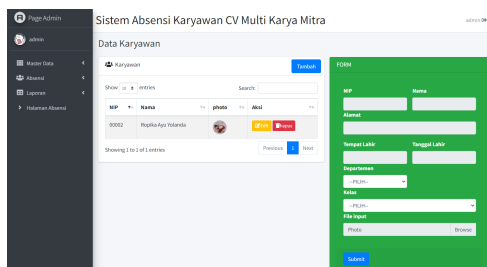 Page Admin
Sistem Absensi Karyawan CV Multi Karya Mitra
admin
admin
Master Data
Absensi
Laporan
Halaman Absensi
Data Karyawan
Karyawan
Tambah
Show 10 entries
Search:
NIP Nama photo Aksi
00002 Ropika Ayu Yolanda Edit Hapus
Showing 1 to 1 of 1 entries
Previous 1 Next
FORM
NIP Nama
Alamat
Tempat Lahir Tanggal Lahir
Departemen
--PILIH--
Kelas
--PILIH--
File input
Photo Browse
Submit